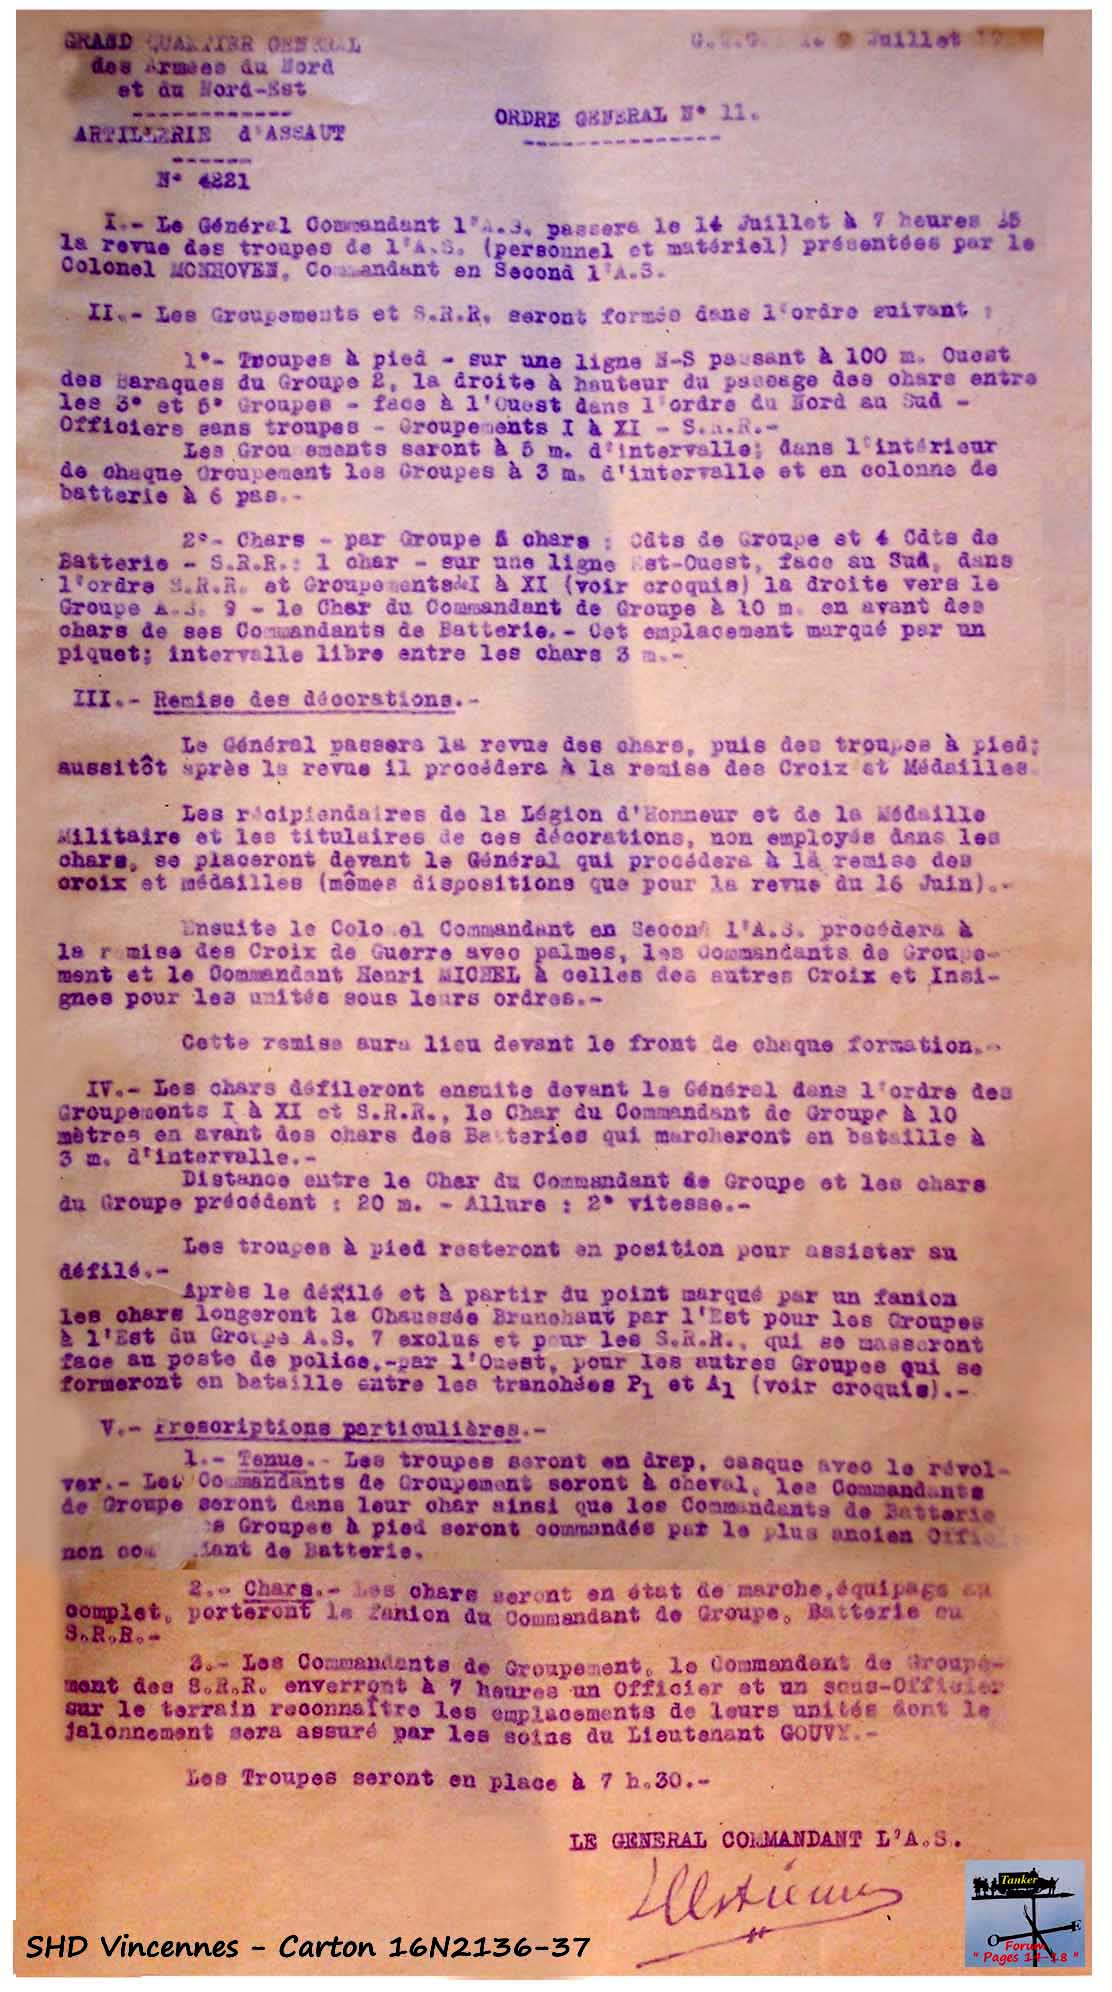 GRAND QUARTIER GENERAL
des Armées du Nord
et du Nord-Est
ARTILLERIE d'ASSAUT
N° 4221
G.Q.G. Juillet
ORDRE GENERAL N° 11.
I.- Le Général Commandant l'A.S. passera le 14 Juillet à 7 heures 45
la revue des troupes de l'A.S. (personnel et matériel) présentées par le
Colonel MONHOVEN, Commandant en Second l'A.S.
II.- Les Groupements et S.R.R. seront formés dans l'ordre suivant :
1°- Troupes à pied - sur une ligne N-S passant à 100 m. Ouest
des Baraques du Groupe 2, la droite à hauteur du passage des chars entre
les 3° et 5° Groupes - face à l'Ouest dans l'ordre du Nord au Sud -
Officiers sans troupes - Groupements I à XI - S.R.R.-
Les Groupements seront à 5 m. d'intervalle; dans l'intérieur
de chaque Groupement les Groupes à 3 m. d'intervalle et en colonne de
batterie à 6 pas.-
2°- Chars - par Groupe 5 chars : Cdts de Groupe et 4 Cdts de
Batterie - S.R.R.: 1 char - sur une ligne Est-Ouest, face au Sud, dans
l'ordre S.R.R. et Groupements I à XI (voir croquis) la droite vers le
Groupe A.S. 9 - le Char du Commandant de Groupe à 10 m. en avant des
chars de ses Commandants de Batterie.- Cet emplacement marqué par un
piquet; intervalle libre entre les chars 3 m.-
III.- Remise des décorations.-
Le Général passera la revue des chars, puis des troupes à pied;
aussitôt après la revue il procédera à la remise des Croix et Médailles.
Les récipiendaires de la Légion d'Honneur et de la Médaille
Militaire et les titulaires de ces décorations, non employés dans les
chars, se placeront devant le Général qui procédera à la remise des
croix et médailles (mêmes dispositions que pour la revue du 16 Juin).-
Ensuite le Colonel Commandant en Second l'A.S. procédera à
la remise des Croix de Guerre avec palmes, les Commandants de Groupe-
ment et le Commandant Henri MICHEL à celles des autres Croix et Insi-
gnes pour les unités sous leurs ordres.-
Cette remise aura lieu devant le front de chaque formation.-
IV.- Les chars défileront ensuite devant le Général dans l'ordre des
Groupements I à XI et S.R.R., le Char du Commandant de Groupe à 10
mètres en avant des chars des Batteries qui marcheront en bataille à
3 m. d'intervalle.-
Distance entre le Char du Commandant de Groupe et les chars
du Groupe précédent : 20 m. - Allure : 2° vitesse.-
Les troupes à pied resteront en position pour assister au
défilé.-
Après le défilé et à partir du point marqué par un fanion
les chars longeront la Chaussée Brunehaut par l'Est pour les Groupes
à l'Est du Groupe A.S. 7 exclus et pour les S.R.R., qui se masseront
face au poste de police,-par l'Ouest, pour les autres Groupes qui se
formeront en bataille entre les tranchées P1 et A1 (voir croquis).-
V.- Prescriptions particulières.-
1.- Tenue.- Les troupes seront en drap, casque avec le révol-
ver.- Les Commandants de Groupement seront à cheval, les Commandants
de Groupe seront dans leur char ainsi que les Commandants de Batterie
Groupes à pied seront commandés par le plus ancien
non de Batterie.
2.- Chars.- Les chars seront en état de marche, équipage au
complet, porteront le fanion du Commandant de Groupe, Batterie ou
S.R.R.-
3.- Les Commandants de Groupement, le Commandant de Groupe-
ment des S.R.R. enverront à 7 heures un Officier et un sous-Officier
sur le terrain reconnaître les emplacements de leurs unités dont le
jalonnement sera assuré par les soins du Lieutenant GOUVY.-
Les Troupes seront en place à 7 h.30.-
LE GENERAL COMMANDANT L'A.S.
Estienne
SHD Vincennes - Carton 16N2136-37
Tanker
O E
Forum
" Pages 14-18 "